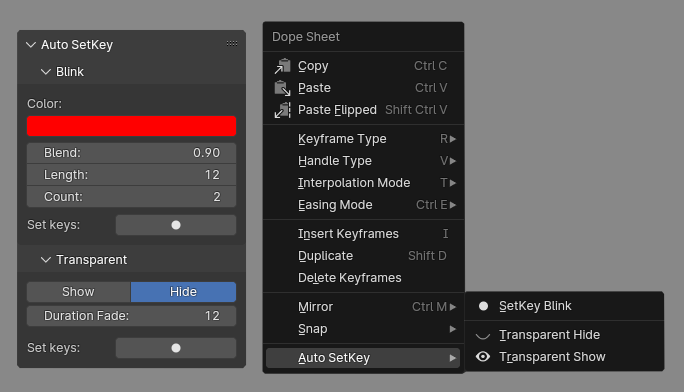 Auto SetKey
Blink
Color:
Blend: 0.90
Length: 12
Count: 2
Set keys:
Transparent
Show Hide
Duration Fade: 12
Set keys:
Dope Sheet
Copy Ctrl C
Paste Ctrl V
Paste Flipped Shift Ctrl V
Keyframe Type R
Handle Type V
Interpolation Mode T
Easing Mode Ctrl E
Insert Keyframes I
Duplicate Shift D
Delete Keyframes
Mirror Ctrl M
Snap
Auto SetKey
SetKey Blink
Transparent Hide
Transparent Show